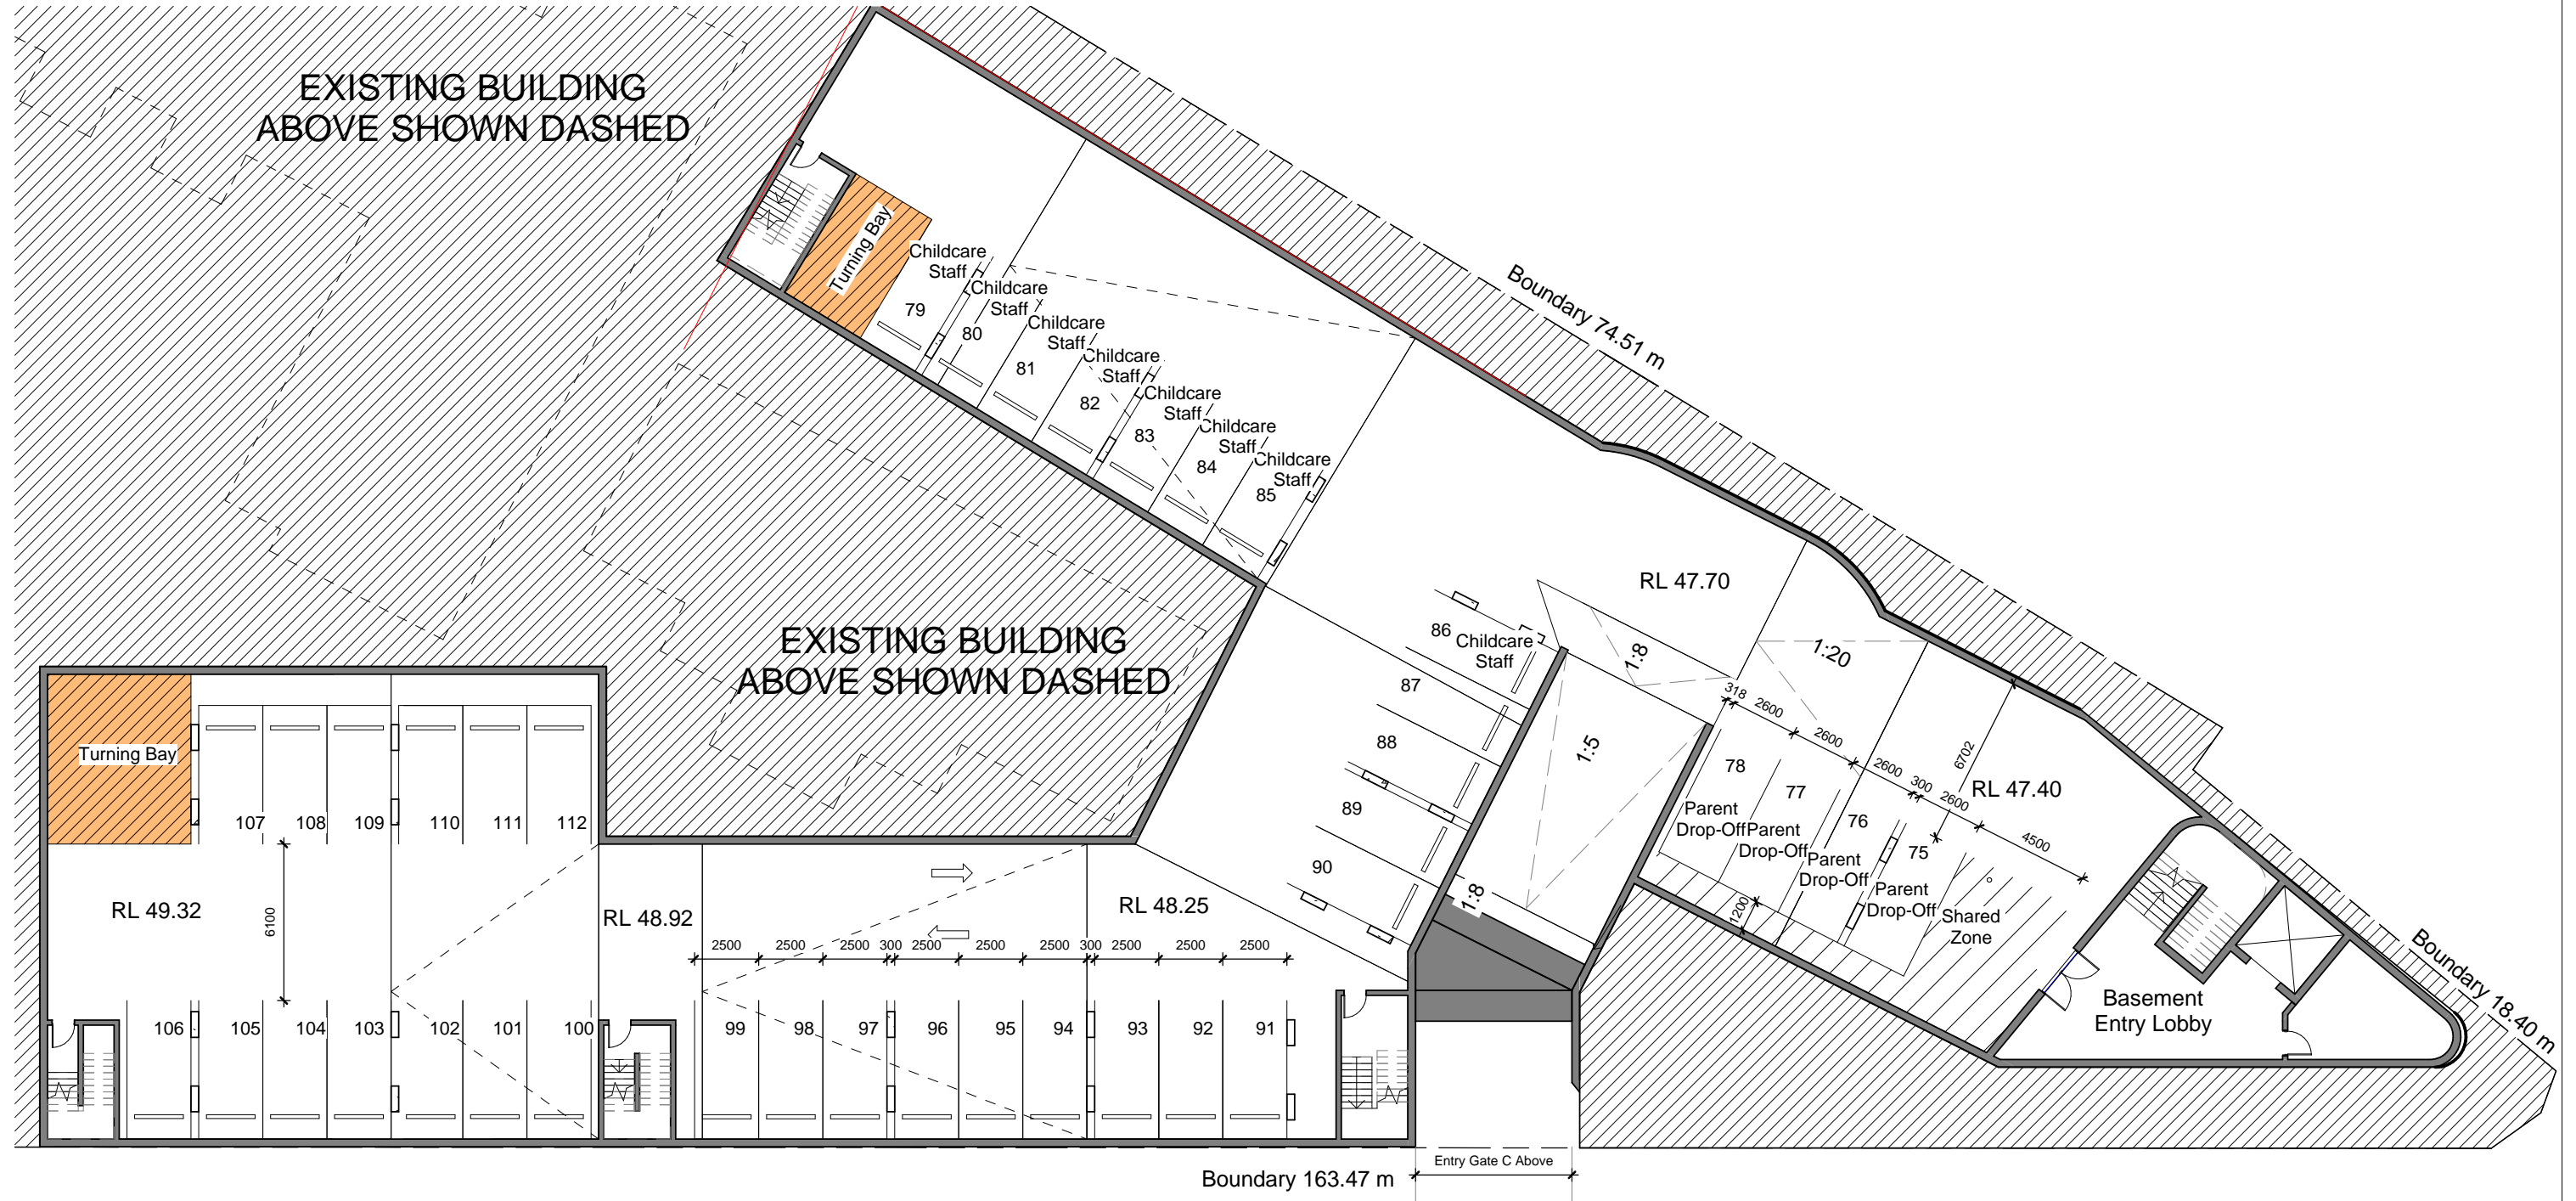 EXISTING BUILDING
ABOVE SHOWN DASHED
Turning Bay
Childcare
Staff
79
Childcare
Staff
80
Childcare
Staff
81
Childcare
Staff
82
Childcare
Staff
83
Childcare
Staff
84
Childcare
Staff
85
Boundary 74.51 m
EXISTING BUILDING
ABOVE SHOWN DASHED
RL 47.70
86
Childcare
Staff
87
88
89
90
1:8
1:20
1:5
1:8
318
2600
2600
2600
300
2600
4500
6702
RL 47.40
78
77
76
75
Parent
Drop-Off
Parent
Drop-Off
Parent
Drop-Off
Parent
Drop-Off
Shared
Zone
1200
Basement
Entry Lobby
Boundary 18.40 m
Turning Bay
107
108
109
110
111
112
RL 49.32
6100
RL 48.92
RL 48.25
2500
2500
2500
300
2500
2500
2500
300
2500
2500
2500
106
105
104
103
102
101
100
99
98
97
96
95
94
93
92
91
Entry Gate C Above
Boundary 163.47 m